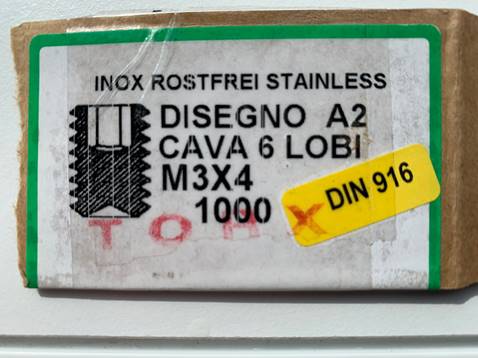 INOX ROSTFREI STAINLESS
DISEGNO A2
CAVA 6 LOBI
M3X4
1000
DIN 916
TORX